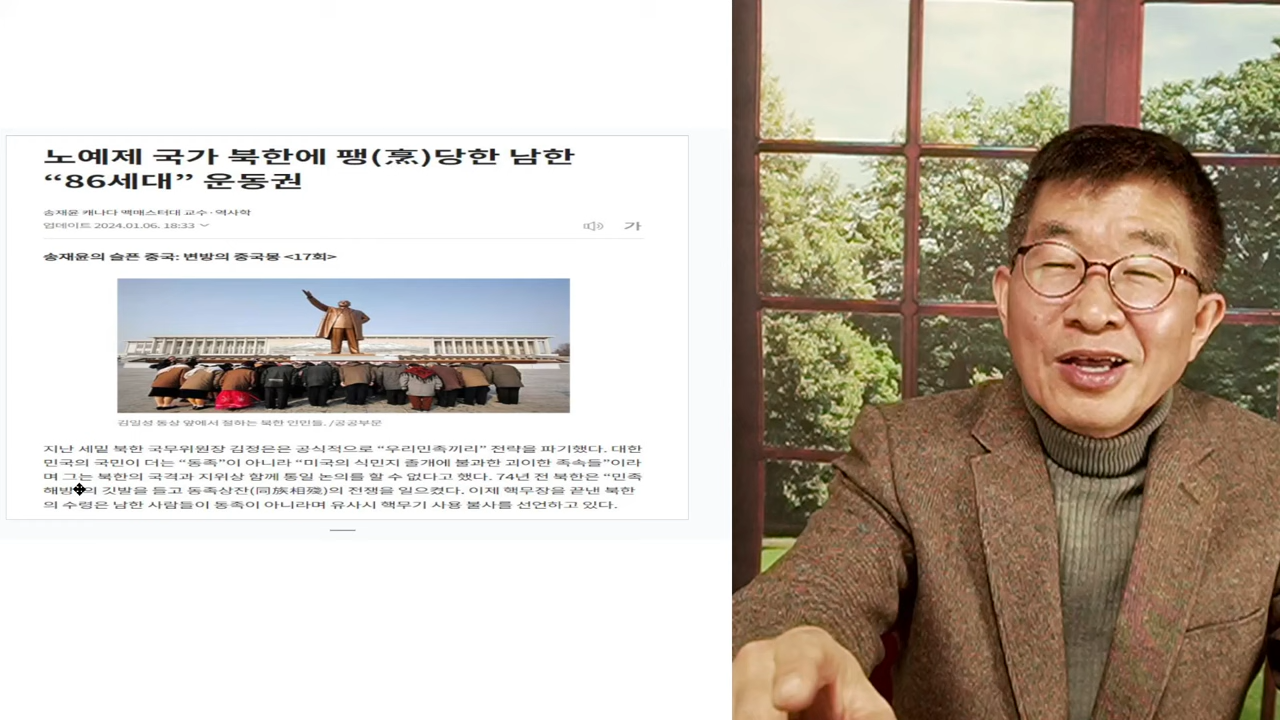 노예제 국가 북한에 팽(烹)당한 남한
“86세대” 운동권
송재윤 캐나다 맥매스터대 교수·역사학
업데이트 2024.01.06. 18:33
가
송재윤의 슬픈 중국: 변방의 중국몽 <17회>
김일성 동상 앞에서 절하는 북한 인민들. /공공부문
지난 세밑 북한 국무위원장 김정은은 공식적으로 “우리민족끼리” 전략을 파기했다. 대한
민국의 국민이 더는 “동족”이 아니라 “미국의 식민지 졸개에 불과한 괴이한 족속들”이라
며 그는 북한의 국격과 지위상 함께 통일 논의를 할 수 없다고 했다. 74년 전 북한은 “민족
해방”의 깃발을 들고 동족상잔(同族相殘)의 전쟁을 일으켰다. 이제 핵무장을 끝낸 북한
의 수령은 남한 사람들이 동족이 아니라며 유사시 핵무기 사용 불사를 선언하고 있다.